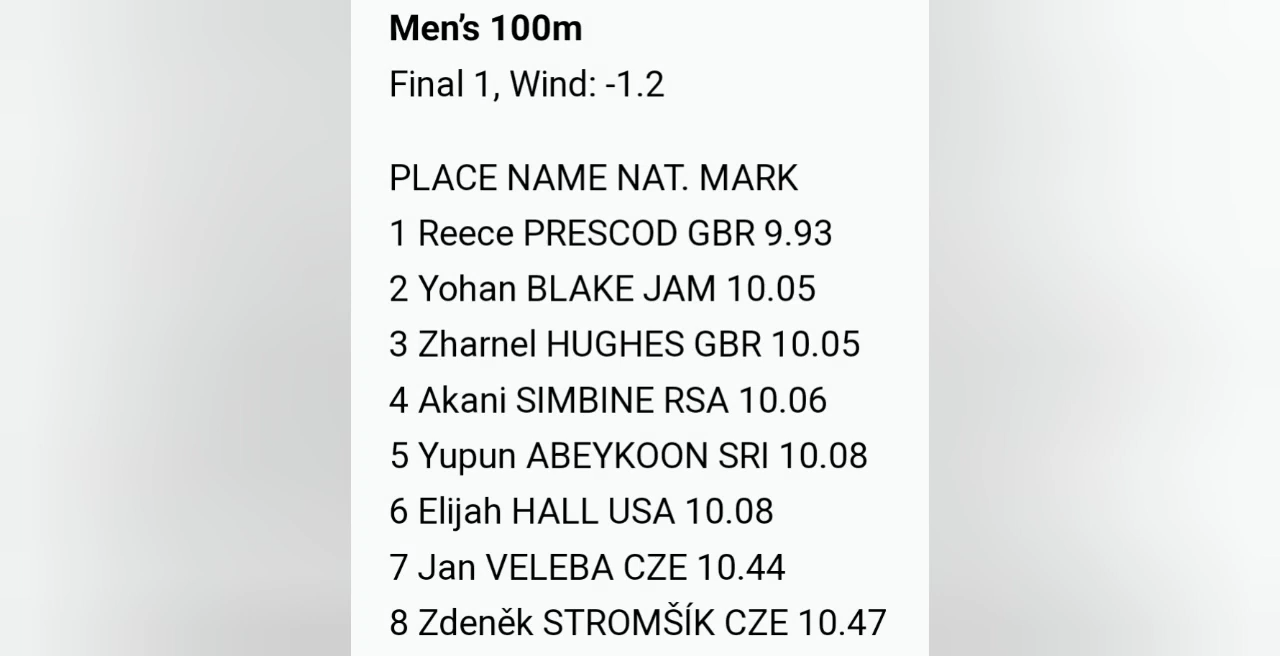 Men’s 100m
Final 1, Wind: -1.2
PLACE NAME NAT. MARK
1 Reece PRESCOD GBR 9.93
2 Yohan BLAKE JAM 10.05
3 Zharnel HUGHES GBR 10.05
4 Akani SIMBINE RSA 10.06
5 Yupun ABEYKOON SRI 10.08
6 Elijah HALL USA 10.08
7 Jan VELEBA CZE 10.44
8 Zdeněk STROMŠÍK CZE 10.47